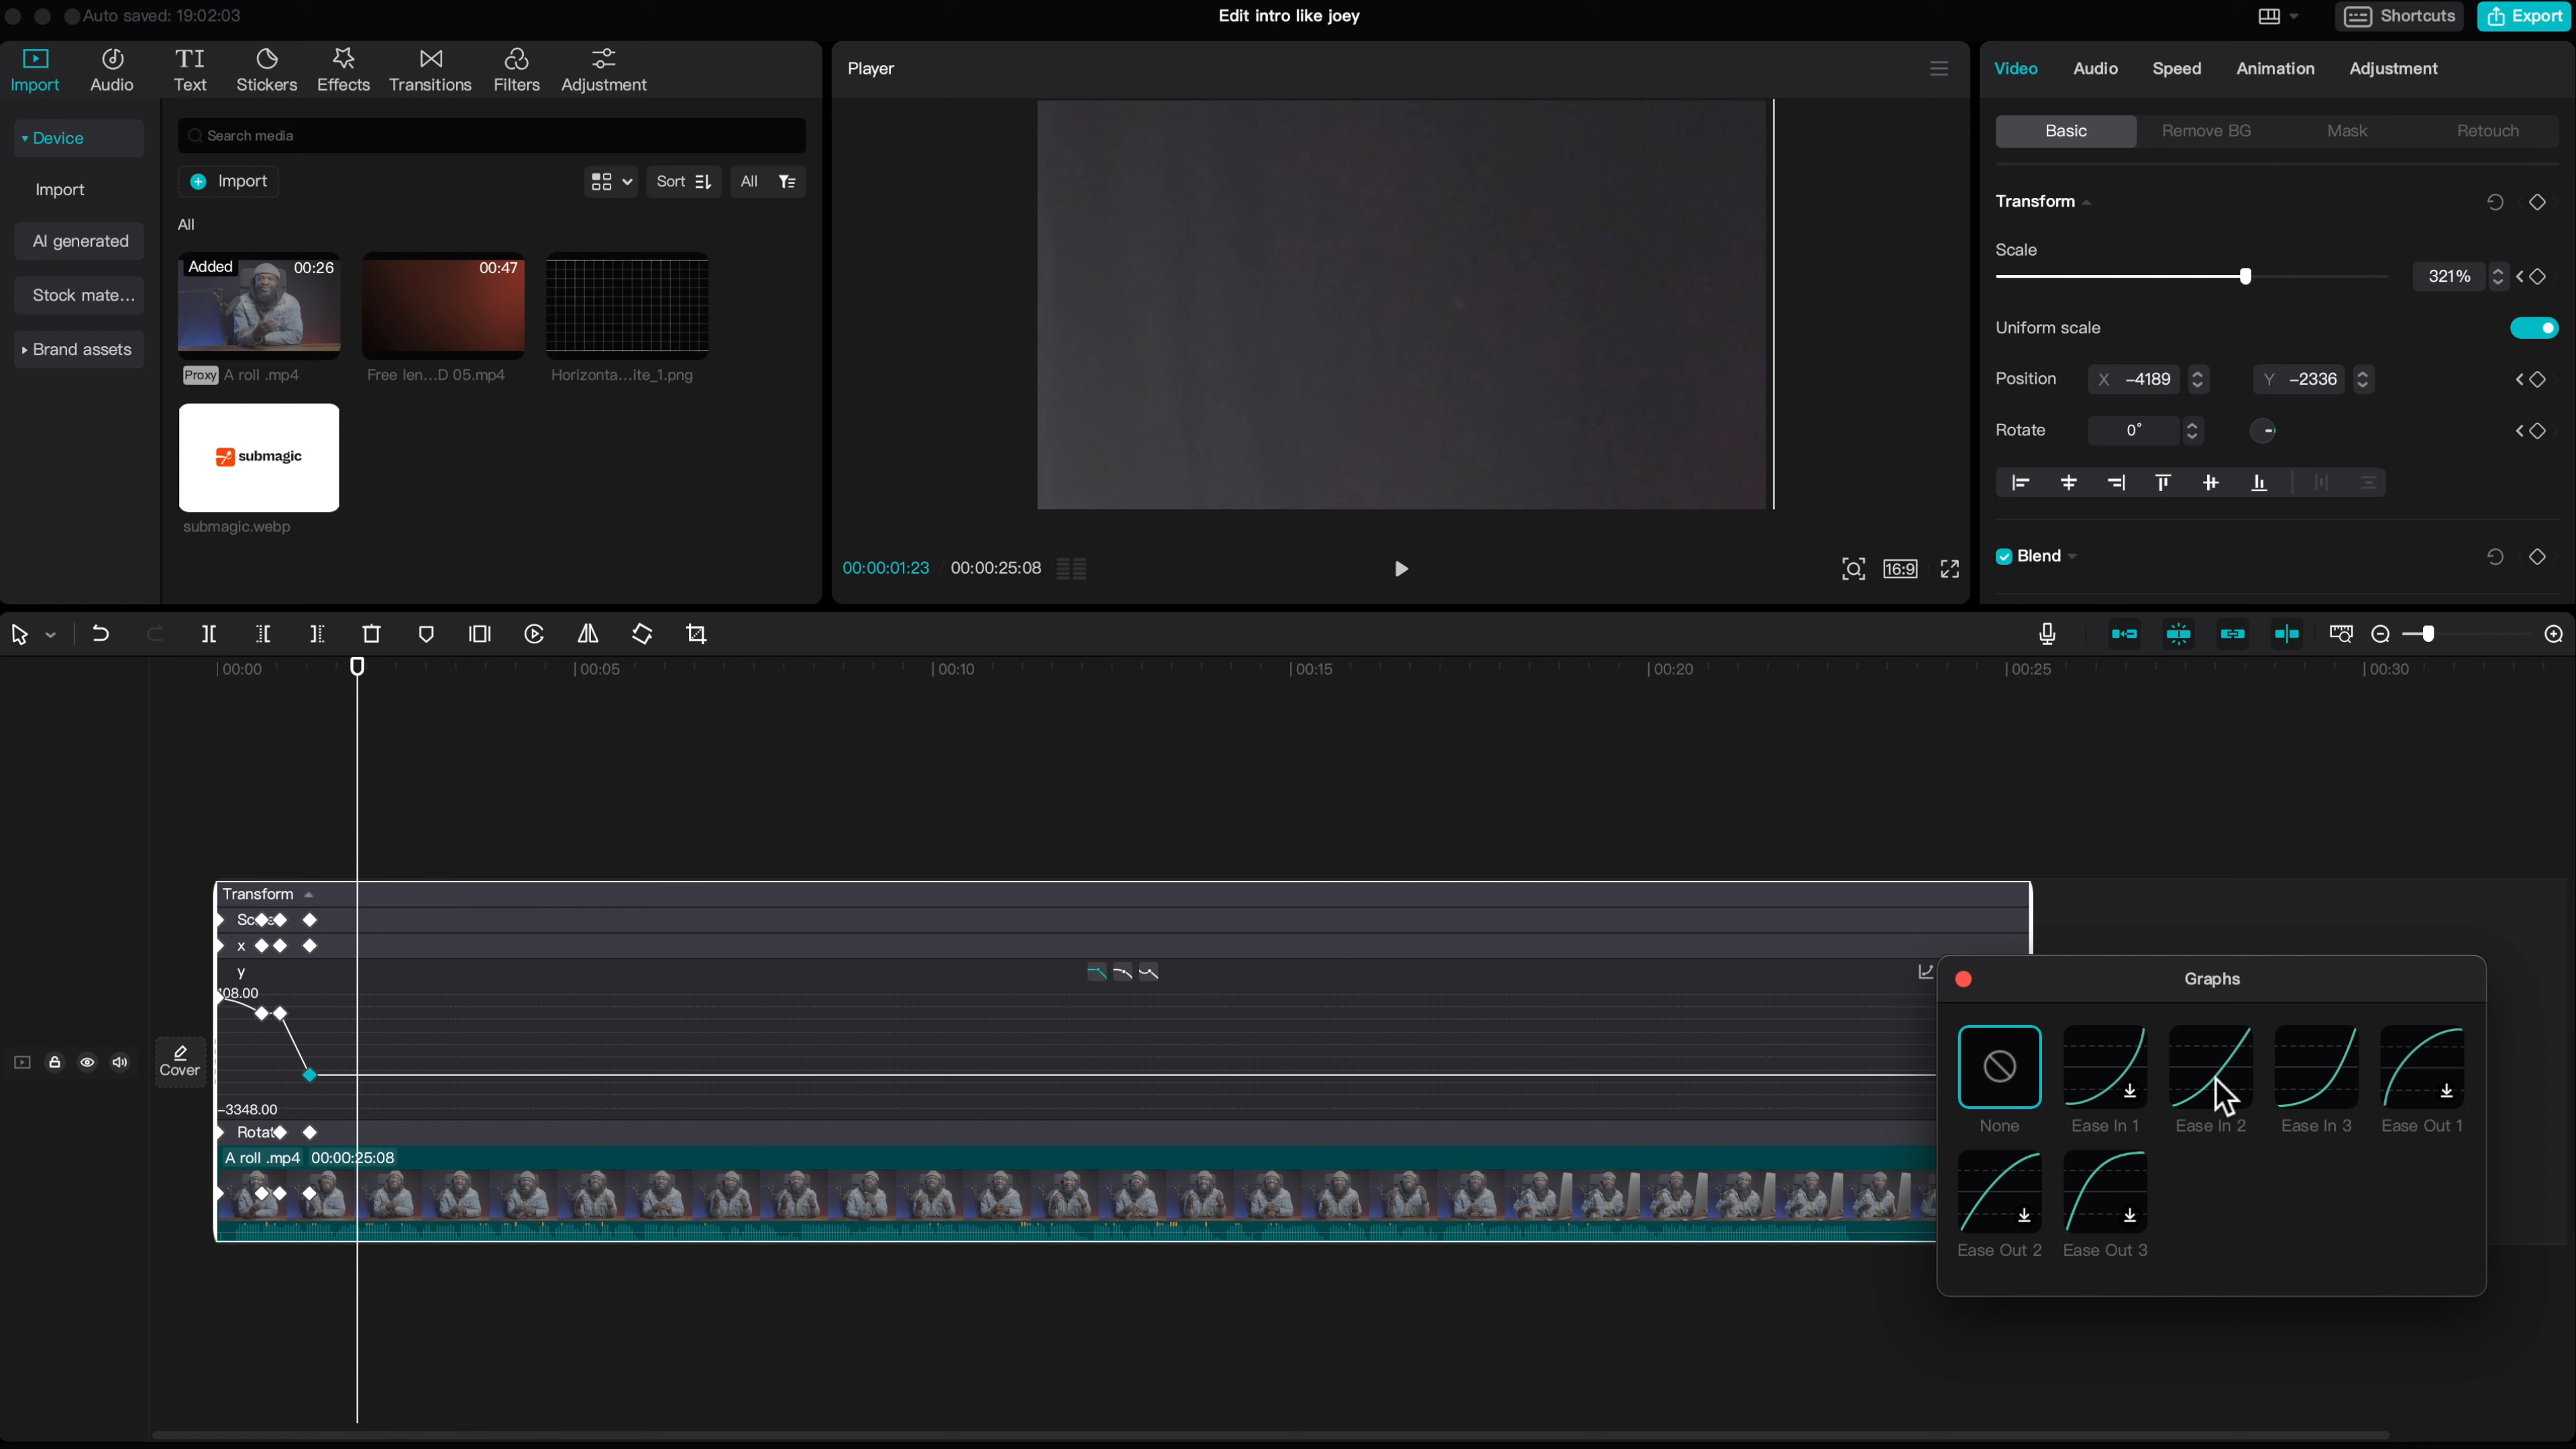 Auto saved: 19:02:03
Edit intro like joey
Shortcuts
Export
Import
Audio
TI
Text
Stickers
Effects
Transitions
Filters
Adjustment
Device
Import
AI generated
Stock mate...
Brand assets
Search media
Import
Sort
All
All
Added 00:26
00:47
Proxy A roll .mp4
Free len...D 05.mp4
Horizonta...ite_1.png
submagic
submagic.webp
Player
00:00:01:23 00:00:25:08
16:9
Video Audio Speed Animation Adjustment
Basic Remove BG Mask Retouch
Transform
Scale
321%
Uniform scale
Position X -4189 Y -2336
Rotate 0°
Blend
00:00 00:05 00:10 00:15 00:20 00:25 00:30
Transform
x
y
-3348.00
Cover
A roll .mp4 00:00:25:08
Graphs
None
Ease In 1
Ease In 2
Ease In 3
Ease Out 1
Ease Out 2
Ease Out 3